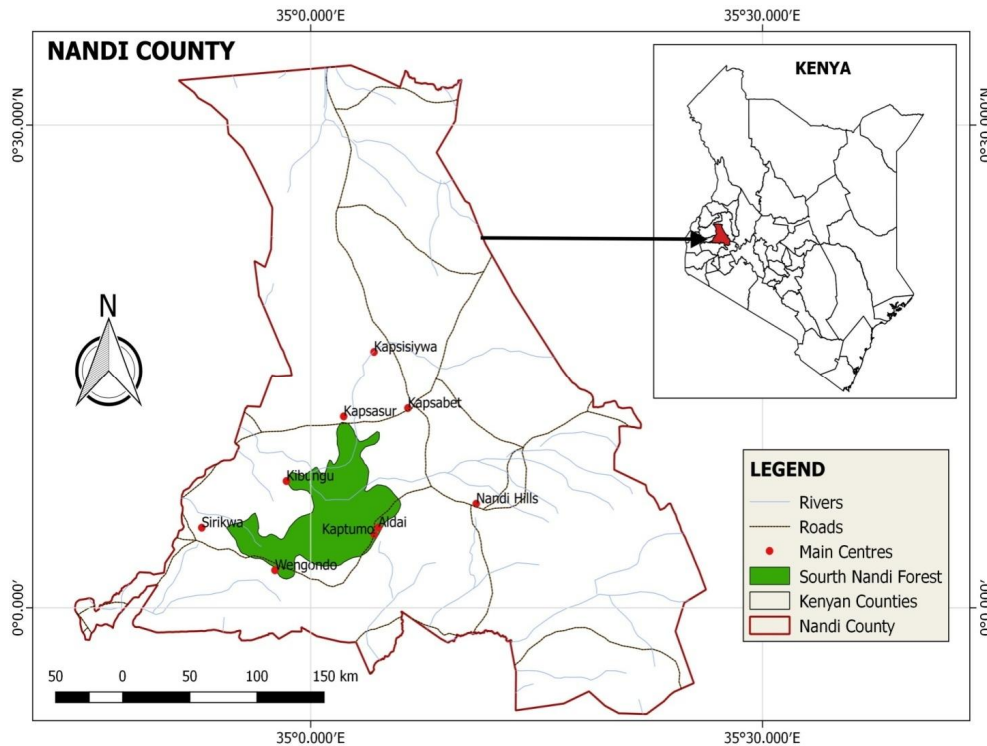 35°0.000'E
35°30.000'E
NANDI COUNTY
KENYA
0°30.000'N
0°30.000'N
N
Kapsisiywa
Kapsasur
Kapsabet
Kibungu
Nandi Hills
Sirikwa
Kaptumo
Aldai
Wengondo
LEGEND
Rivers
Roads
Main Centres
South Nandi Forest
Kenyan Counties
Nandi County
0°0.000'
0°0.000'
50 0 50 100 150 km
35°0.000'E
35°30.000'E